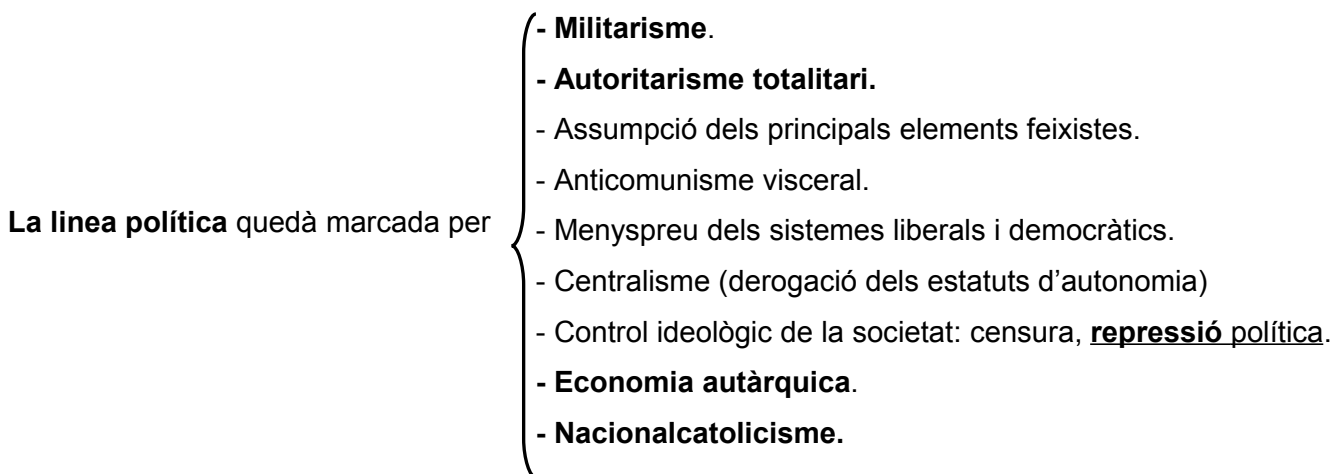 - Militarisme.
- Autoritarisme totalitari.
- Assumpció dels principals elements feixistes.
- Anticomunisme visceral.
La linea política quedà marcada per
- Menyspreu dels sistemes liberals i democràtics.
- Centralisme (derogació dels estatuts d’autonomia)
- Control ideològic de la societat: censura, repressió política.
- Economia autàrquica.
- Nacionalcatolicisme.